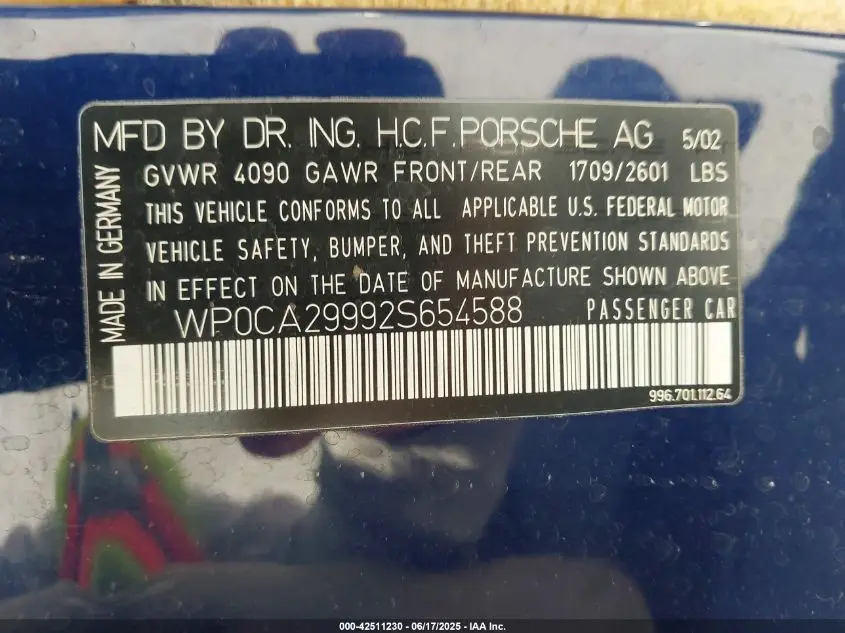 MFD BY DR. ING. H.C.F. PORSCHE AG 5/02
GVWR 4090 GAWR FRONT/REAR 1709/2601 LBS
THIS VEHICLE CONFORMS TO ALL APPLICABLE U.S. FEDERAL MOTOR
VEHICLE SAFETY, BUMPER, AND THEFT PREVENTION STANDARDS
IN EFFECT ON THE DATE OF MANUFACTURE SHOWN ABOVE
WP0CA29992S654588 PASSENGER CAR
MADE IN GERMANY
996.701.112.64
000-42511230 - 06/17/2025 - IAA Inc.